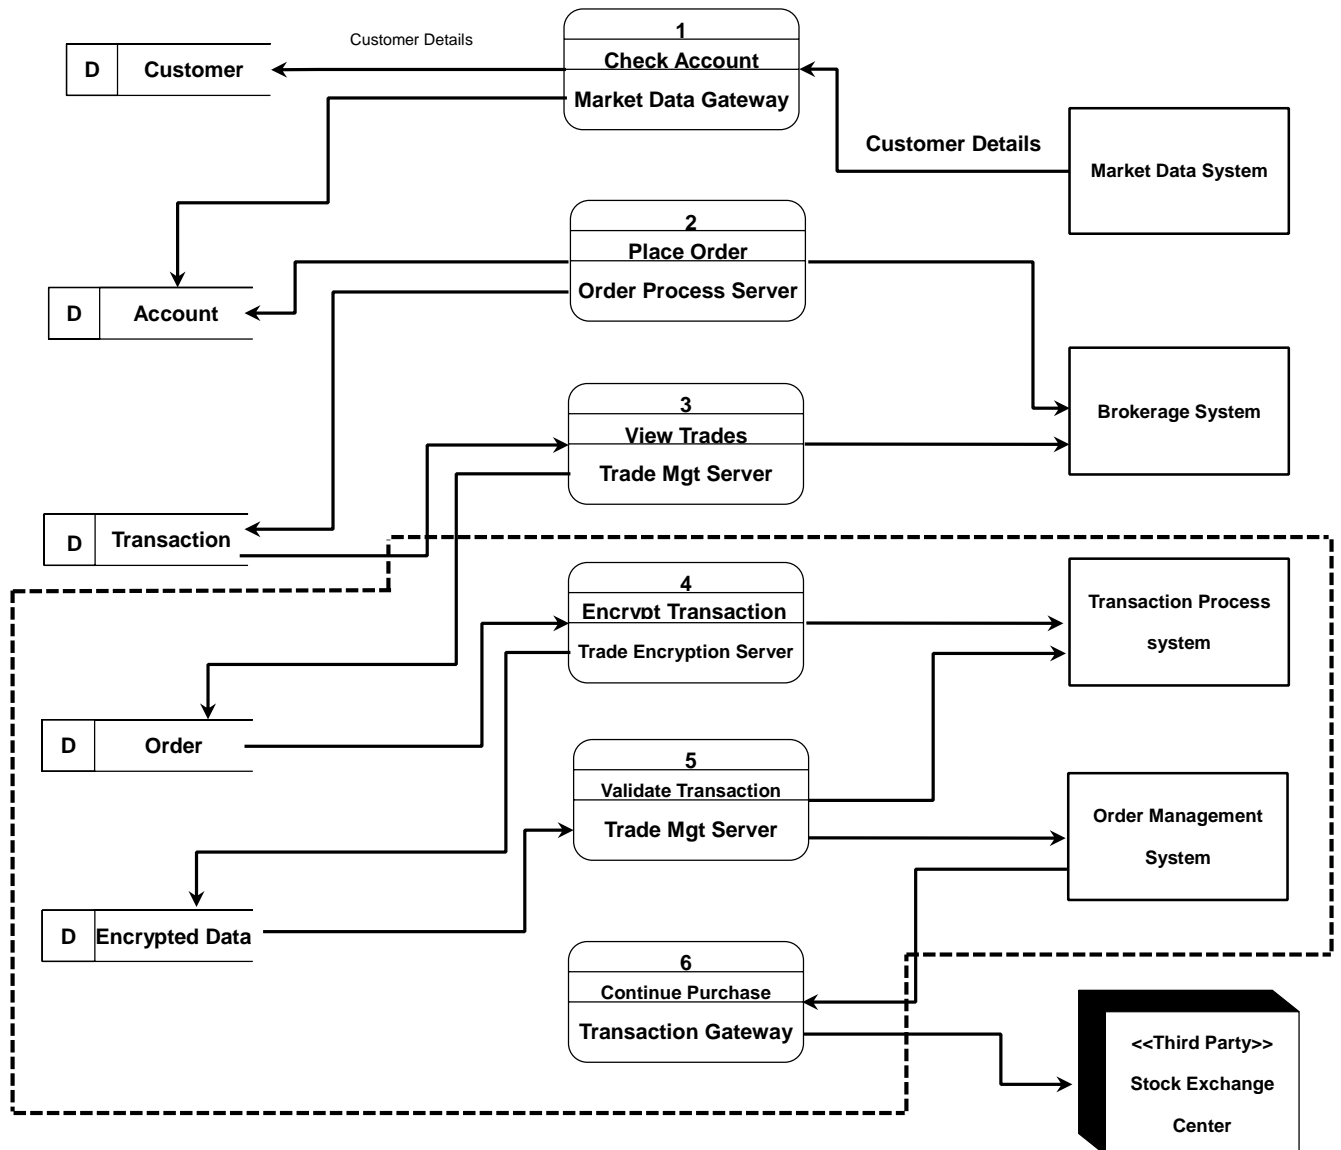 1
Customer Details
D Customer
Check Account
Market Data Gateway
Customer Details
Market Data System
2
Place Order
Order Process Server
D Account
3
View Trades
Trade Mgt Server
Brokerage System
D Transaction
4
Encrypt Transaction
Trade Encryption Server
Transaction Process
system
D Order
5
Validate Transaction
Trade Mgt Server
Order Management
System
D Encrypted Data
6
Continue Purchase
Transaction Gateway
<<Third Party>>
Stock Exchange
Center